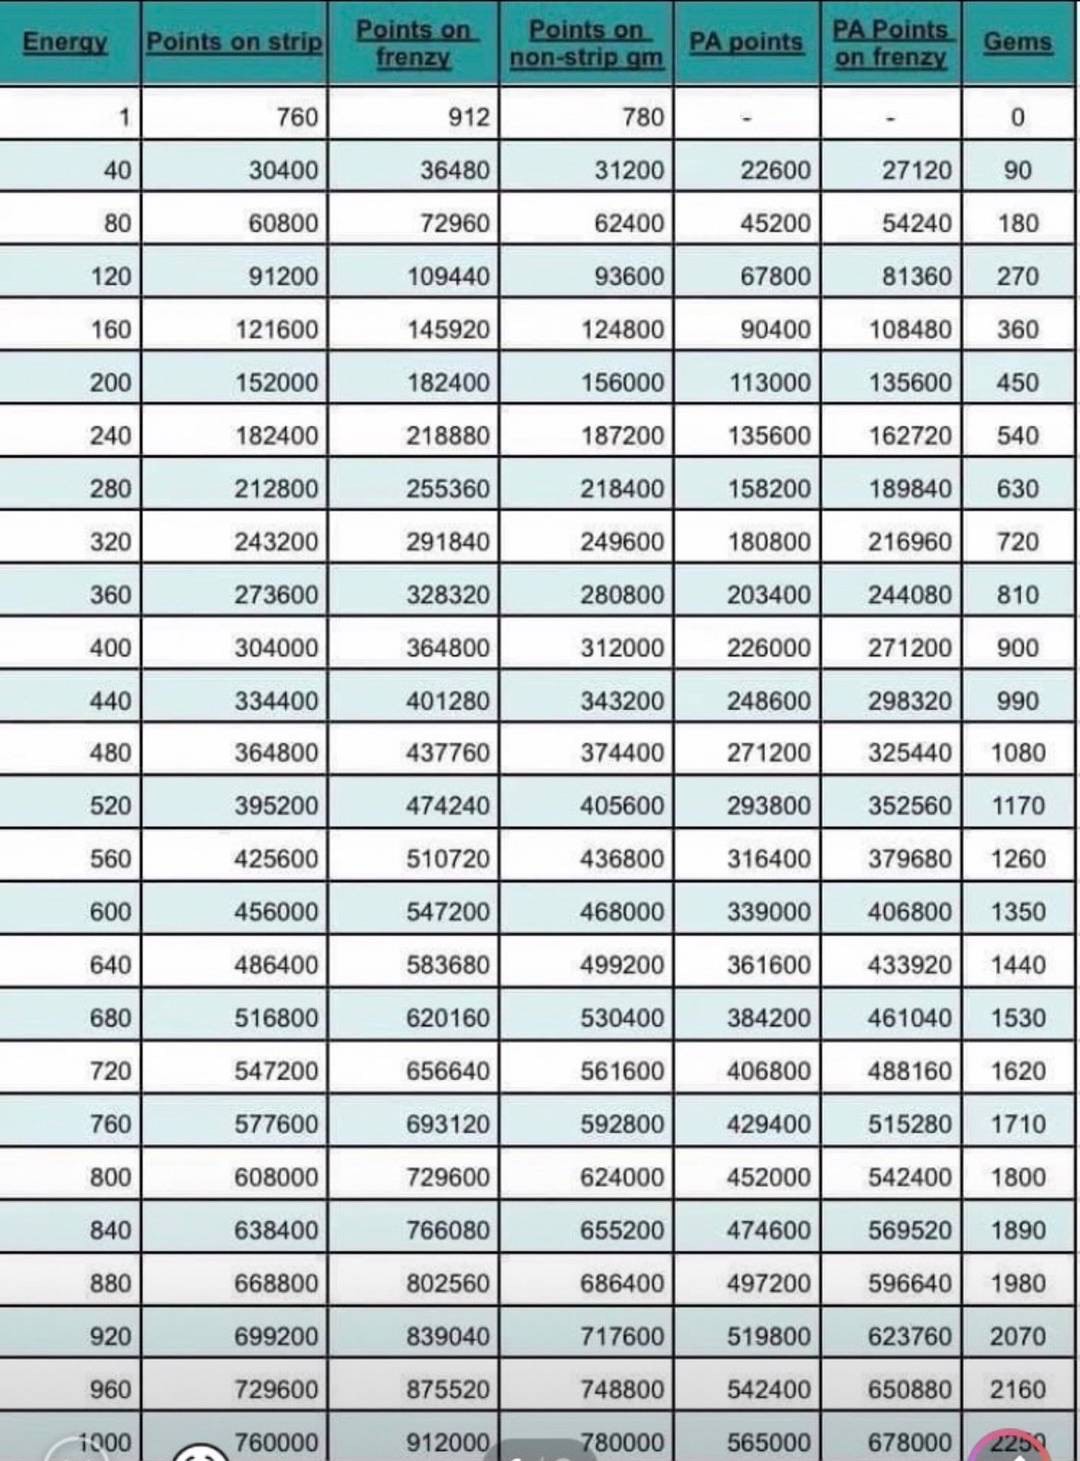 Energy Points on strip Points on frenzy Points on non-strip gm PA points PA Points on frenzy Gems
1 760 912 780 - - 0
40 30400 36480 31200 22600 27120 90
80 60800 72960 62400 45200 54240 180
120 91200 109440 93600 67800 81360 270
160 121600 145920 124800 90400 108480 360
200 152000 182400 156000 113000 135600 450
240 182400 218880 187200 135600 162720 540
280 212800 255360 218400 158200 189840 630
320 243200 291840 249600 180800 216960 720
360 273600 328320 280800 203400 244080 810
400 304000 364800 312000 226000 271200 900
440 334400 401280 343200 248600 298320 990
480 364800 437760 374400 271200 325440 1080
520 395200 474240 405600 293800 352560 1170
560 425600 510720 436800 316400 379680 1260
600 456000 547200 468000 339000 406800 1350
640 486400 583680 499200 361600 433920 1440
680 516800 620160 530400 384200 461040 1530
720 547200 656640 561600 406800 488160 1620
760 577600 693120 592800 429400 515280 1710
800 608000 729600 624000 452000 542400 1800
840 638400 766080 655200 474600 569520 1890
880 668800 802560 686400 497200 596640 1980
920 699200 839040 717600 519800 623760 2070
960 729600 875520 748800 542400 650880 2160
1000 760000 912000 780000 565000 678000 2250